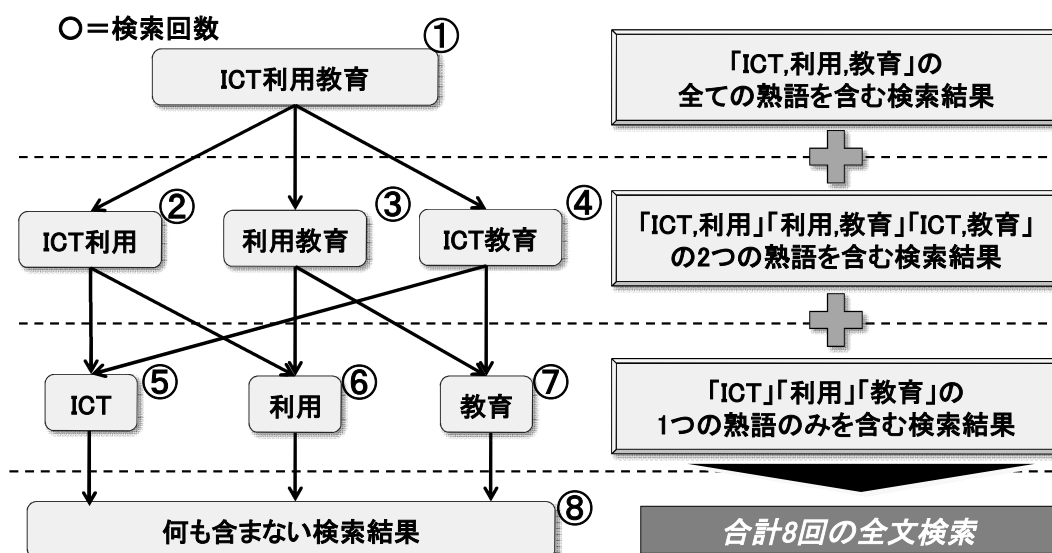 〇＝検索回数
①
ICT利用教育
「ICT,利用,教育」の
全ての熟語を含む検索結果
②
ICT利用
③
利用教育
④
ICT教育
「ICT,利用」「利用,教育」「ICT,教育」
の2つの熟語を含む検索結果
⑤
ICT
⑥
利用
⑦
教育
「ICT」「利用」「教育」の
1つの熟語のみを含む検索結果
⑧
何も含まない検索結果
合計8回の全文検索